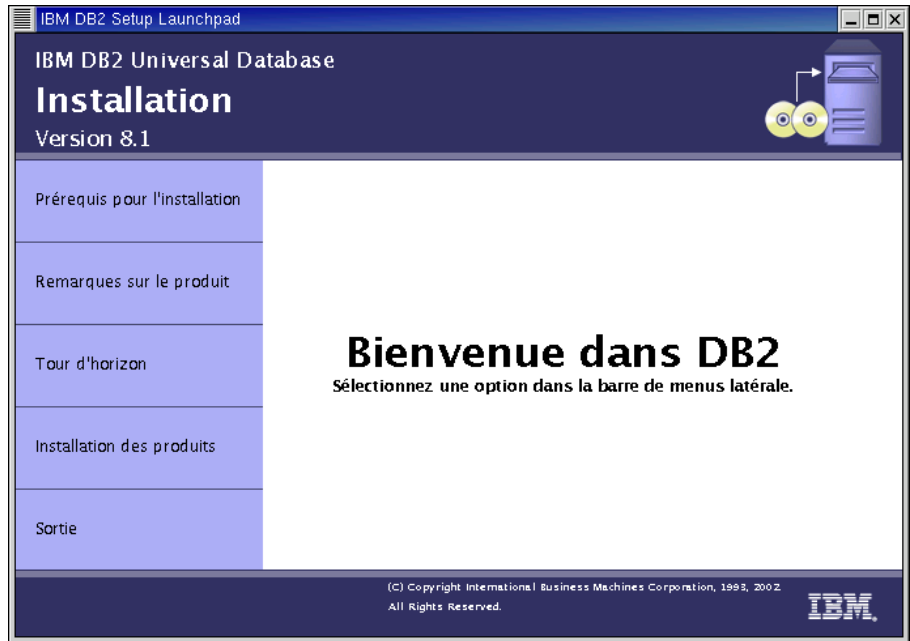 IBM DB2 Setup Launchpad
IBM DB2 Universal Database
Installation
Version 8.1
Prérequis pour l'installation
Remarques sur le produit
Tour d'horizon
Installation des produits
Sortie
Bienvenue dans DB2
Sélectionnez une option dans la barre de menus latérale.
(C) Copyright International Business Machines Corporation, 1993, 2002
All Rights Reserved.
IBM.